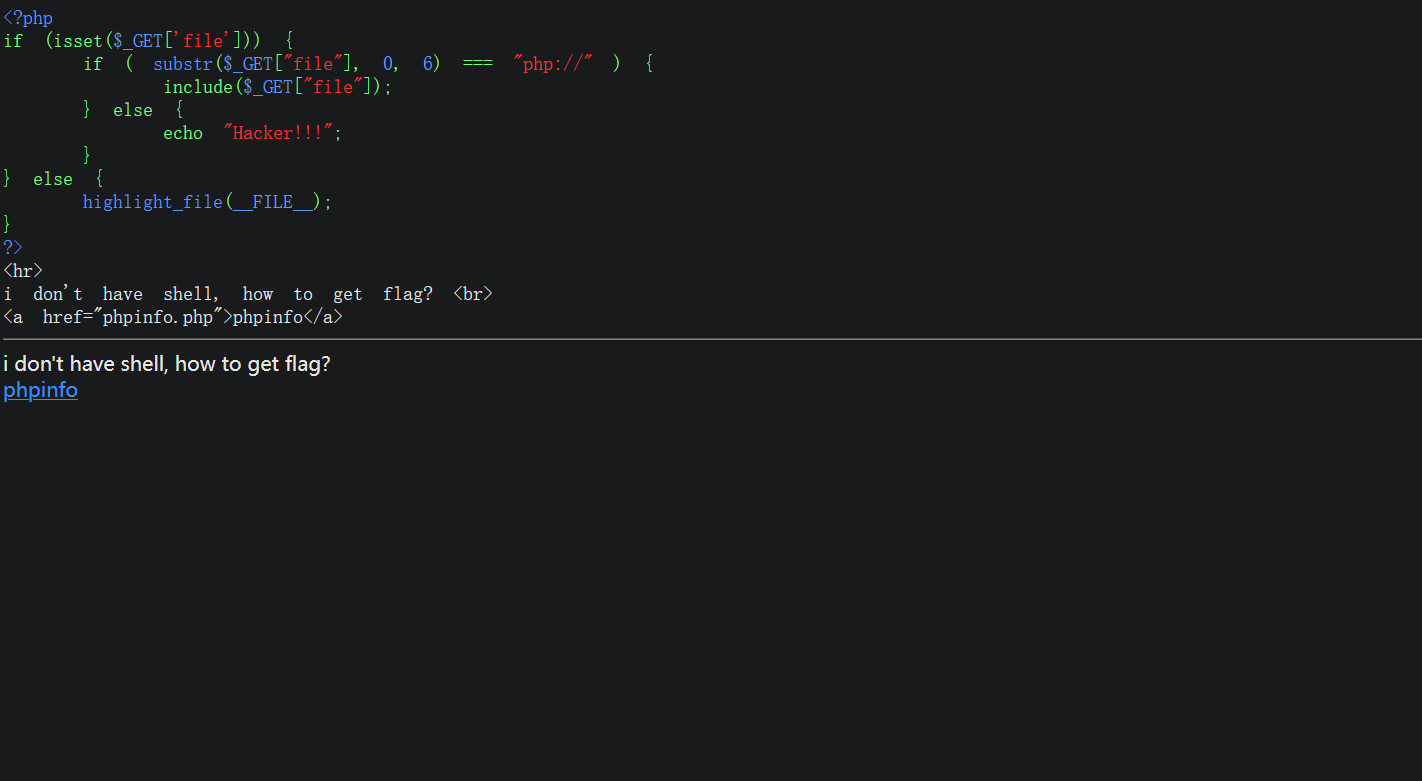 <?php
if (isset($_GET['file'])) {
if ( substr($_GET["file"], 0, 6) === "php://" ) {
include($_GET["file"]);
} else {
echo "Hacker!!!";
}
} else {
highlight_file(__FILE__);
}
?>
<hr>
i don't have shell, how to get flag? <br>
<a href="phpinfo.php">phpinfo</a>
i don't have shell, how to get flag?
phpinfo